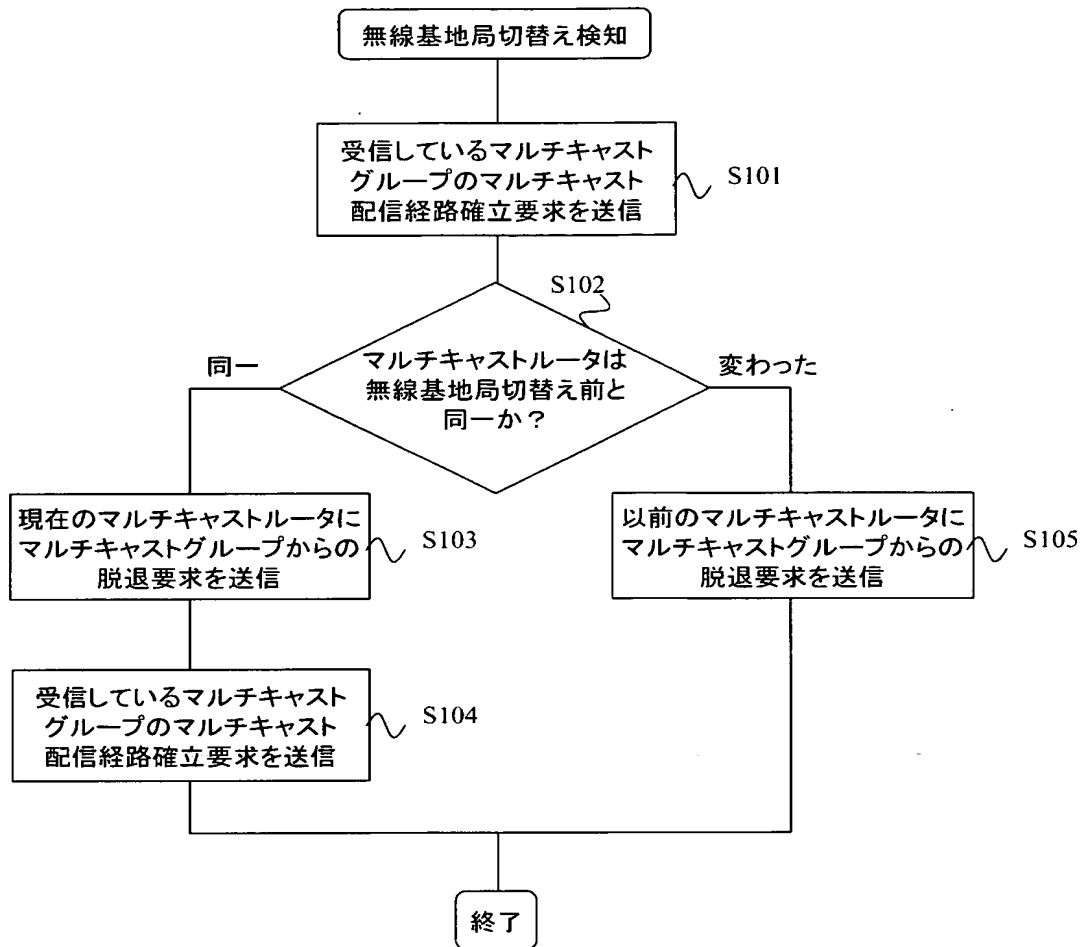 無線基地局切替え検知
受信しているマルチキャスト
グループのマルチキャスト
配信経路確立要求を送信
S101
S102
マルチキャストルータは
無線基地局切替え前と
同一か？
同一
変わった
現在のマルチキャストルータに
マルチキャストグループからの
脱退要求を送信
S103
以前のマルチキャストルータに
マルチキャストグループからの
脱退要求を送信
S105
受信しているマルチキャスト
グループのマルチキャスト
配信経路確立要求を送信
S104
終了